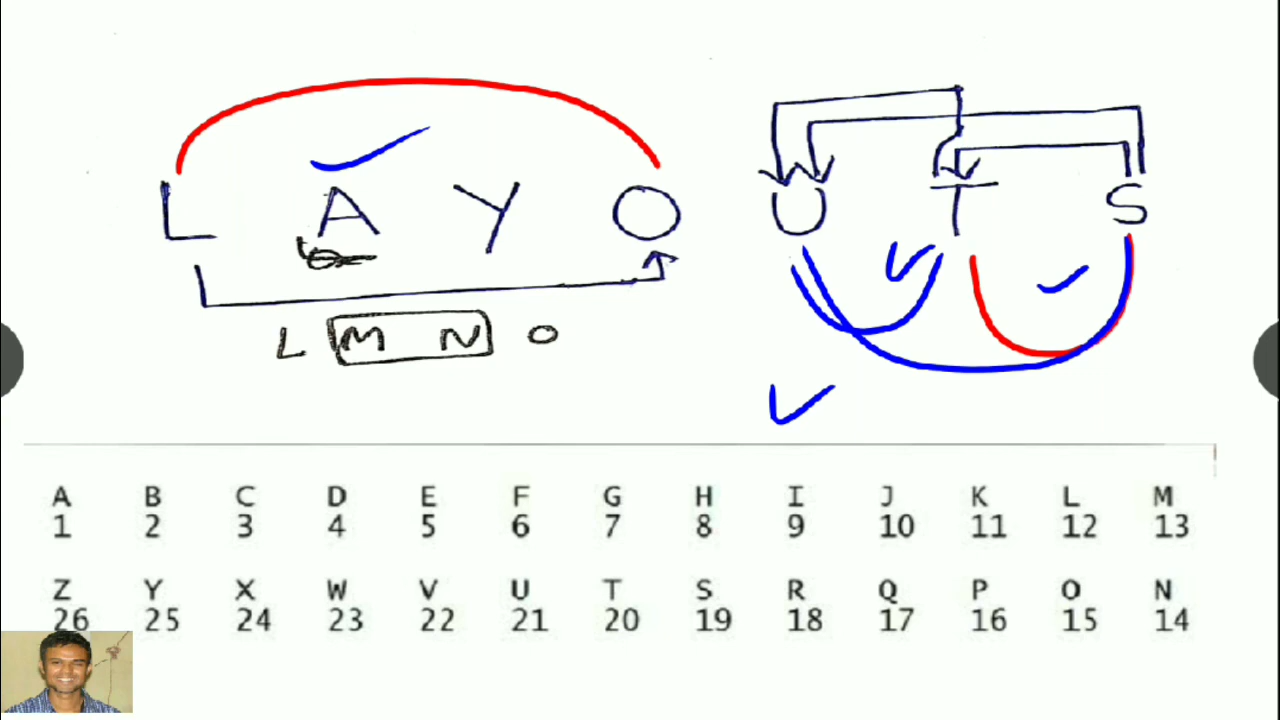 L A Y O U T S
L M N O
A B C D E F G H I J K L M
1 2 3 4 5 6 7 8 9 10 11 12 13
Z Y X W V U T S R Q P O N
26 25 24 23 22 21 20 19 18 17 16 15 14